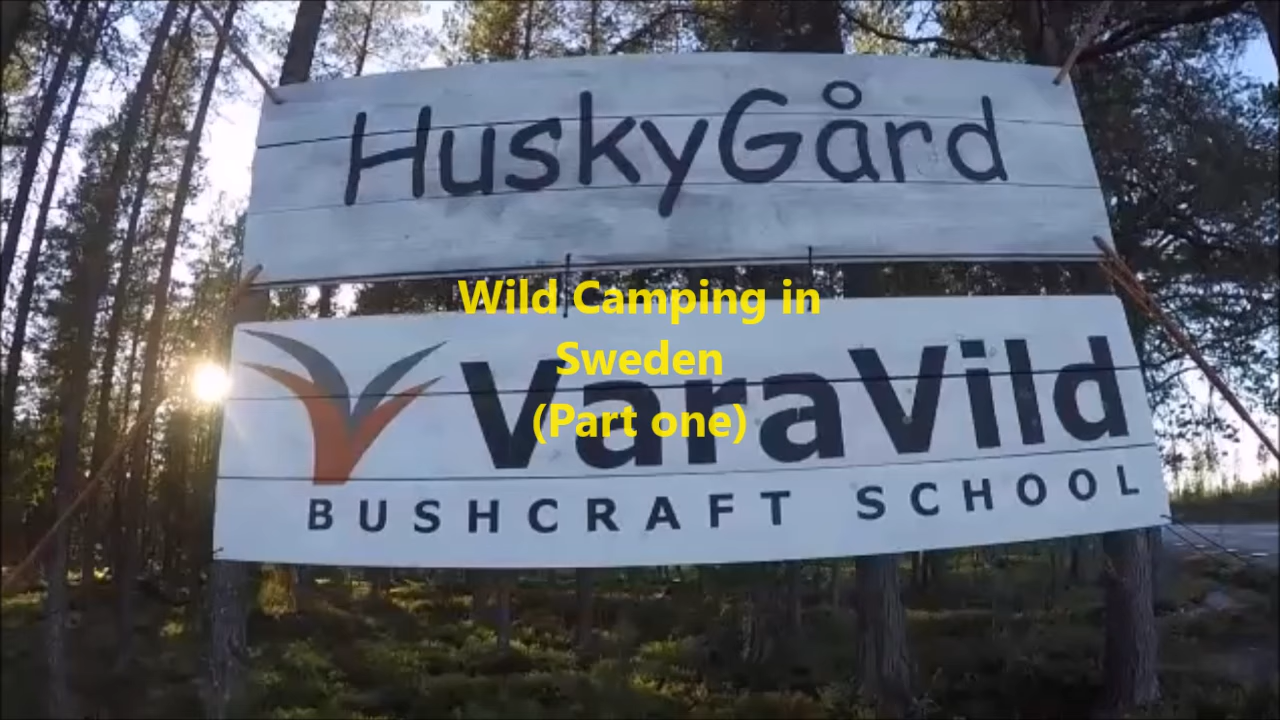 HuskyGård
Wild Camping in
Sweden
(Part one)
VaraVild
BUSHCRAFT SCHOOL